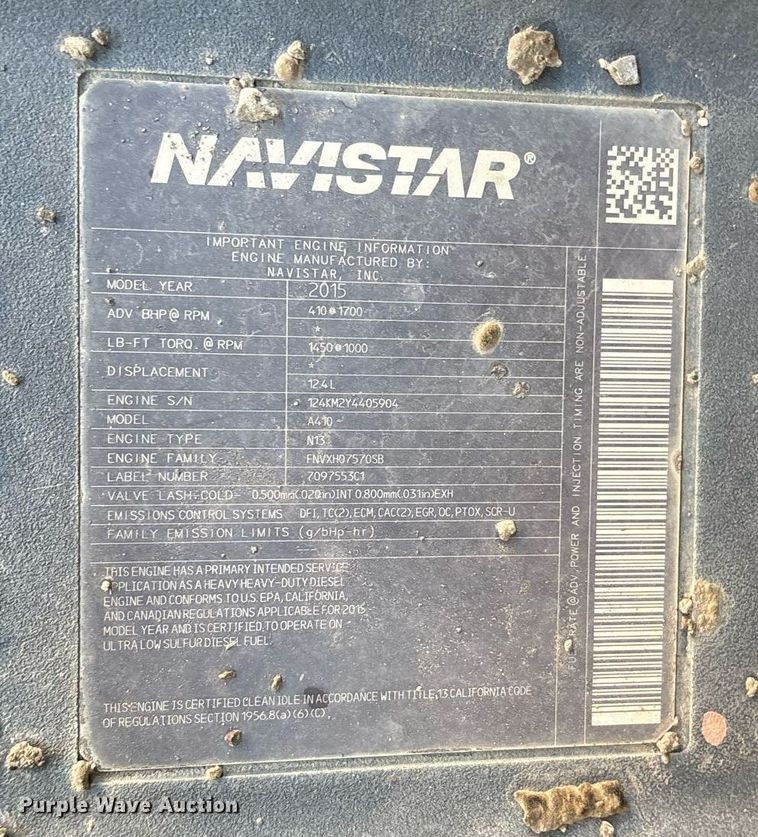 NAVISTAR®
IMPORTANT ENGINE INFORMATION
ENGINE MANUFACTURED BY:
NAVISTAR, INC.
MODEL YEAR 2015
ADV BHP@ RPM 410@1700
*
LB-FT TORQ. @ RPM 1450@1000
*
DISPLACEMENT 12.4L
ENGINE S/N 124KM2Y4405904
MODEL A410
ENGINE TYPE N13
ENGINE FAMILY FNVXH07570SB
LABEL NUMBER 7097553C1
VALVE LASH-COLD 0.500mm(.020in)INT 0.800mm(.031in)EXH
EMISSIONS CONTROL SYSTEMS DFI, TC(2), ECM, CAC(2), EGR, OC, PTOX, SCR-U
FAMILY EMISSION LIMITS (g/bHp-hr)
THIS ENGINE HAS A PRIMARY INTENDED SERVICE
APPLICATION AS A HEAVY HEAVY-DUTY DIESEL
ENGINE AND CONFORMS TO U.S. EPA, CALIFORNIA,
AND CANADIAN REGULATIONS APPLICABLE FOR 2015
MODEL YEAR AND IS CERTIFIED TO OPERATE ON
ULTRA LOW SULFUR DIESEL FUEL.
THIS ENGINE IS CERTIFIED CLEAN IDLE IN ACCORDANCE WITH TITLE, 13 CALIFORNIA CODE
OF REGULATIONS SECTION 1956.8(a)(6)(C).
RATE @ ADV. POWER AND INJECTION TIMING ARE NON-ADJUSTABLE
Purple Wave Auction